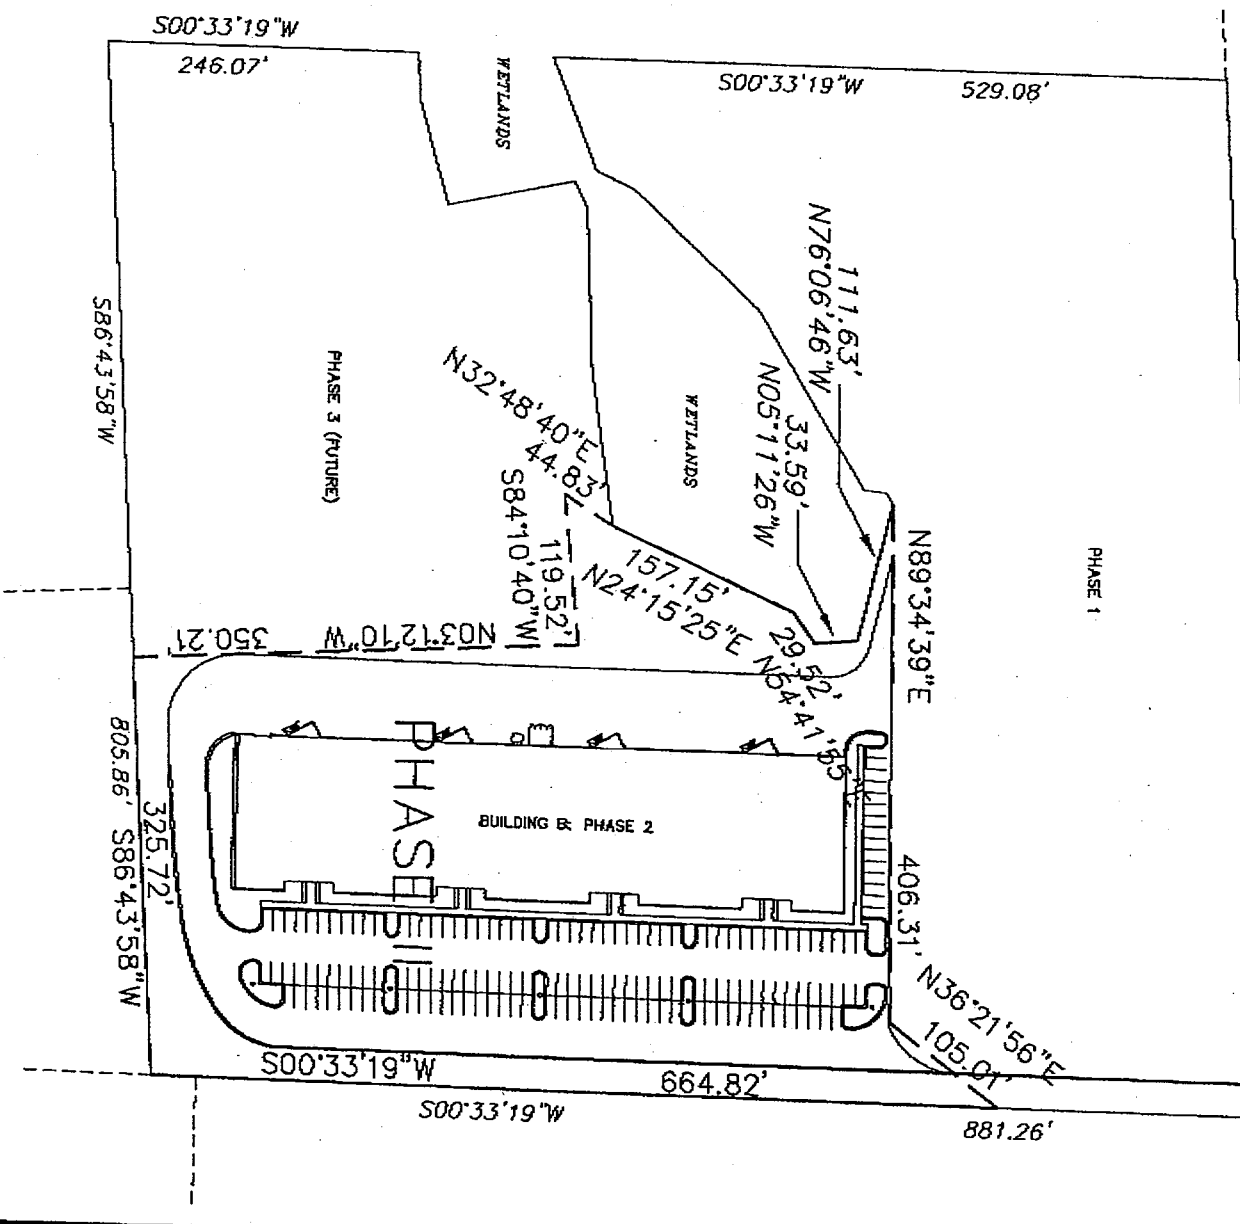 S00°33'19"W
246.07'
WETLANDS
S00°33'19"W
529.08'
111.63'
N76°06'46"W
33.59'
N05°11'26"W
S86°43'58"W
PHASE 3 (FUTURE)
N32°48'40"E
44.83'
WETLANDS
119.52'
S84°10'40"W
157.15'
N24°15'25"E
N89°34'39"E
PHASE 1
N03°12'10"W
350.21'
29.52'
N54°41'55"W
PHASE II
BUILDING B: PHASE 2
805.86' S86°43'58"W
325.72'
S86°43'58"W
406.31'
N36°21'56"E
105.01'
S00°33'19"W
664.82'
S00°33'19"W
881.26'